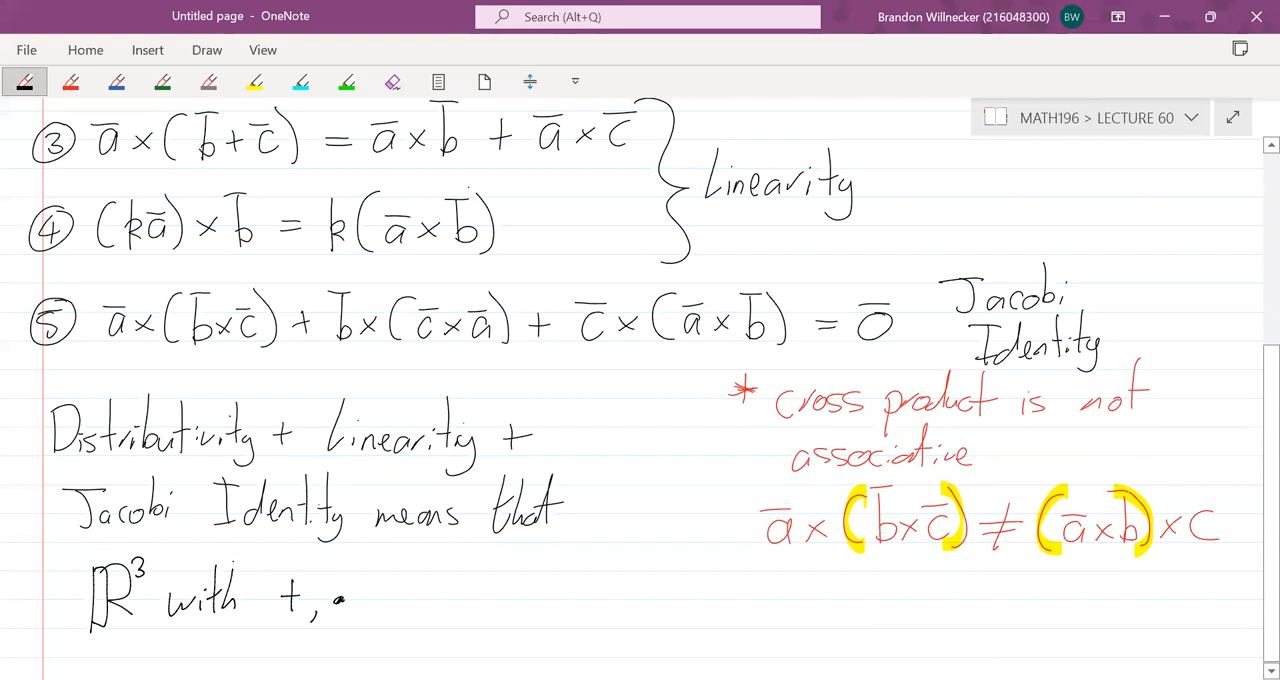 Untitled page - OneNote
Search (Alt+Q)
Brandon Willnecker (216048300)
BW
File Home Insert Draw View
MATH196 > LECTURE 60
③ a̅ × (b̅ + c̅) = a̅ × b̅ + a̅ × c̅
Linearity
④ (ka̅) × b̅ = k(a̅ × b̅)
⑤ a̅ × (b̅ × c̅) + b̅ × (c̅ × a̅) + c̅ × (a̅ × b̅) = 0̅
Jacobi
Identity
* cross product is not
associative
a̅ × (b̅ × c̅) ≠ (a̅ × b̅) × c
Distributivity + Linearity +
Jacobi Identity means that
ℝ³ with +, •